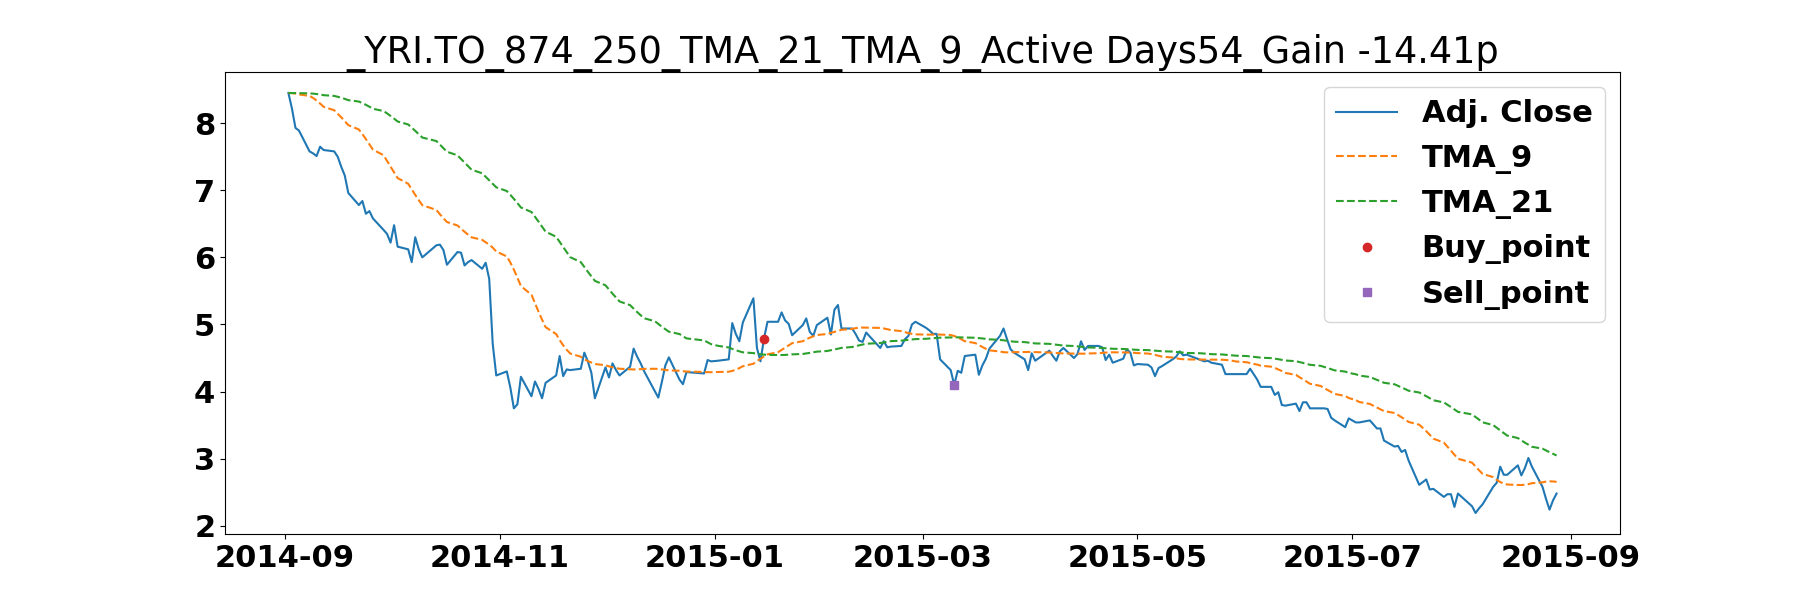 _YRI.TO_874_250_TMA_21_TMA_9_Active Days54_Gain -14.41p
Adj. Close
TMA_9
TMA_21
Buy_point
Sell_point
8
7
6
5
4
3
2
2014-09 2014-11 2015-01 2015-03 2015-05 2015-07 2015-09